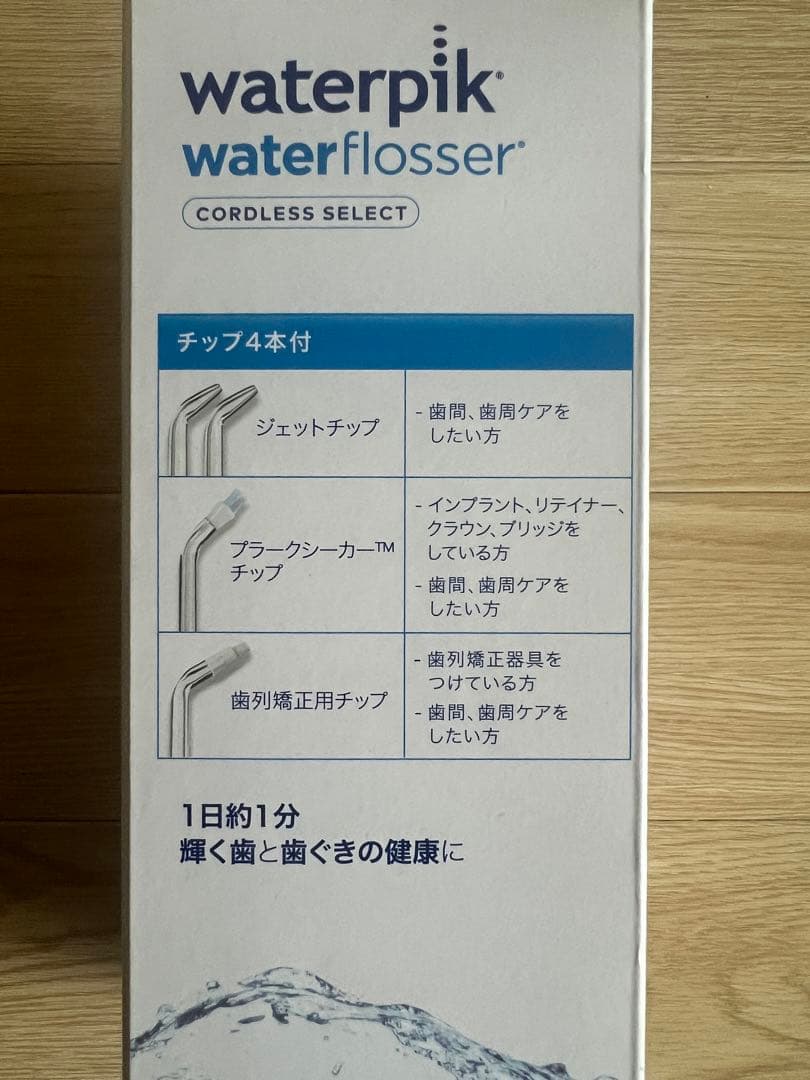 waterpik®
waterflosser®
CORDLESS SELECT
チップ4本付
ジェットチップ
- 歯間、歯周ケアを
したい方
プラークシーカー™
チップ
- インプラント、リテイナー、
クラウン、ブリッジを
している方
- 歯間、歯周ケアを
したい方
歯列矯正用チップ
- 歯列矯正器具を
つけている方
- 歯間、歯周ケアを
したい方
1日約1分
輝く歯と歯ぐきの健康に